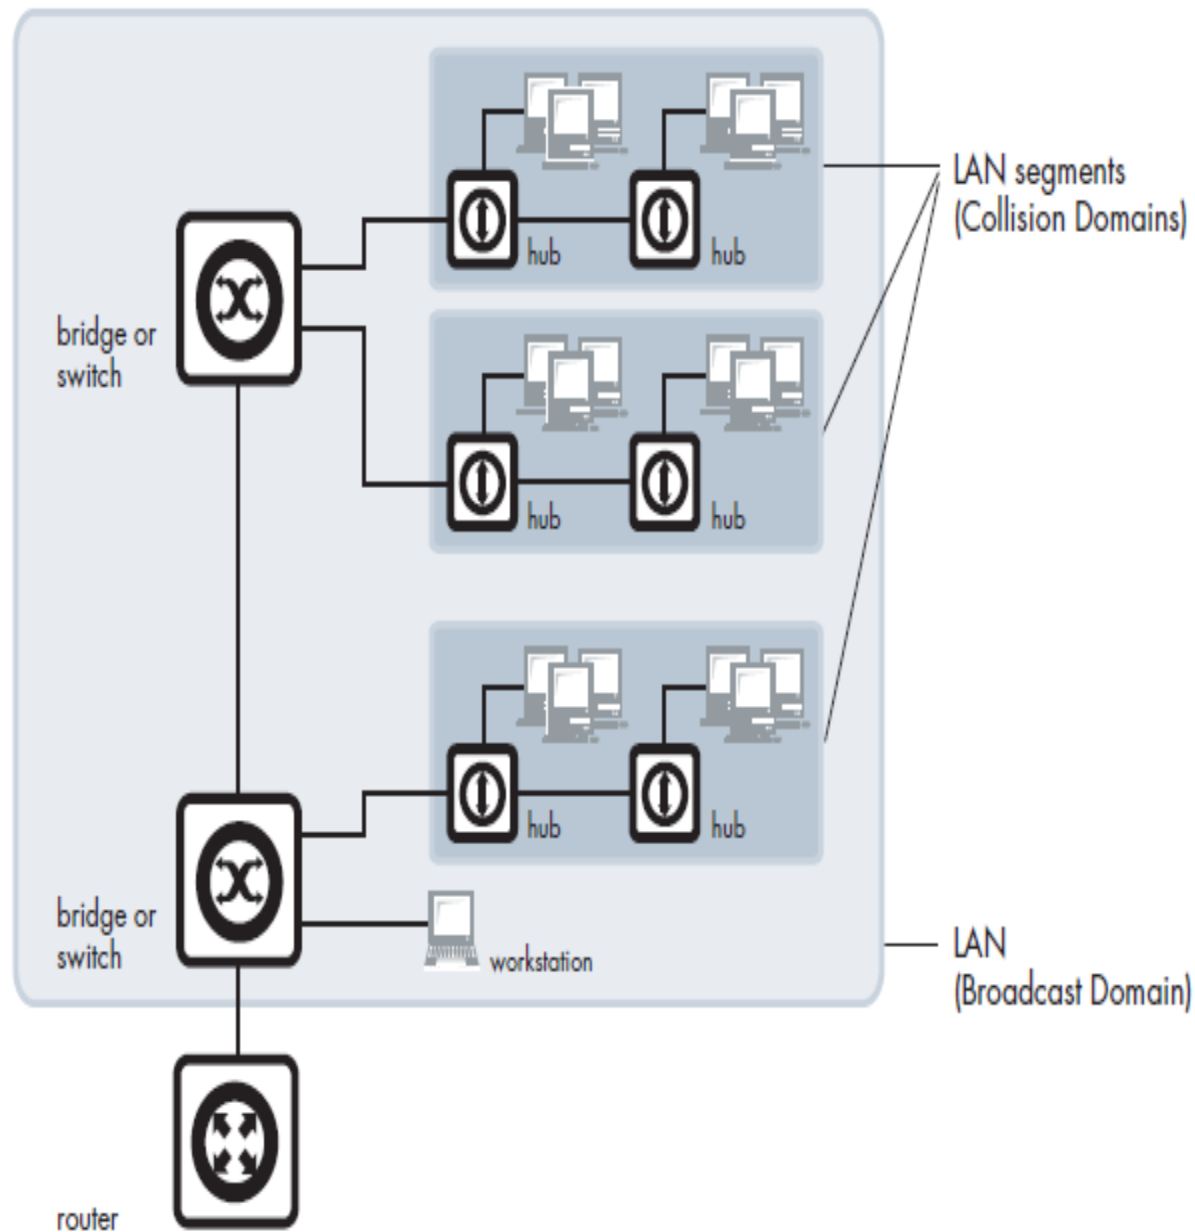 LAN segments
(Collision Domains)
hub
hub
bridge or
switch
hub
hub
hub
hub
bridge or
switch
workstation
LAN
(Broadcast Domain)
router